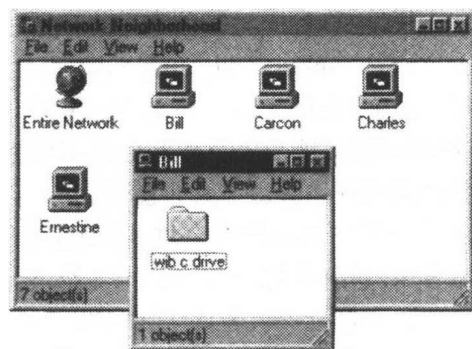 Network Neighborhood
File Edit View Help
Entire Network Bill Carcon Charles
Ernestine
7 object(s)
Bill
File Edit View Help
wib c drive
1 object(s)